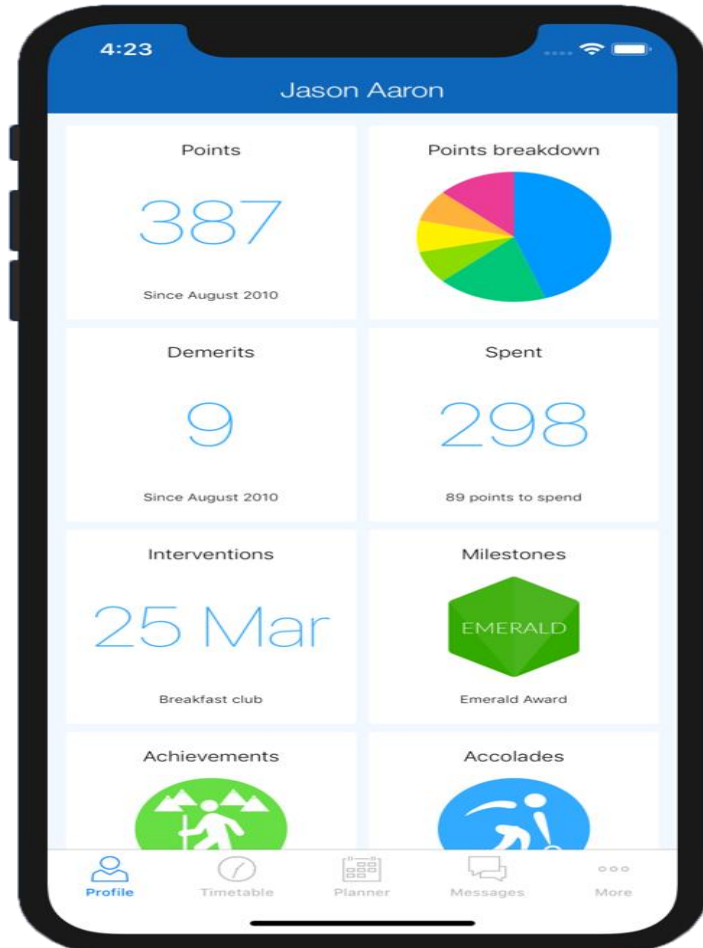 4:23
Jason Aaron
Points
Points breakdown
387
Since August 2010
Demerits
Spent
9
298
Since August 2010
89 points to spend
Interventions
Milestones
25 Mar
EMERALD
Breakfast club
Emerald Award
Achievements
Accolades
Profile
Timetable
Planner
Messages
More